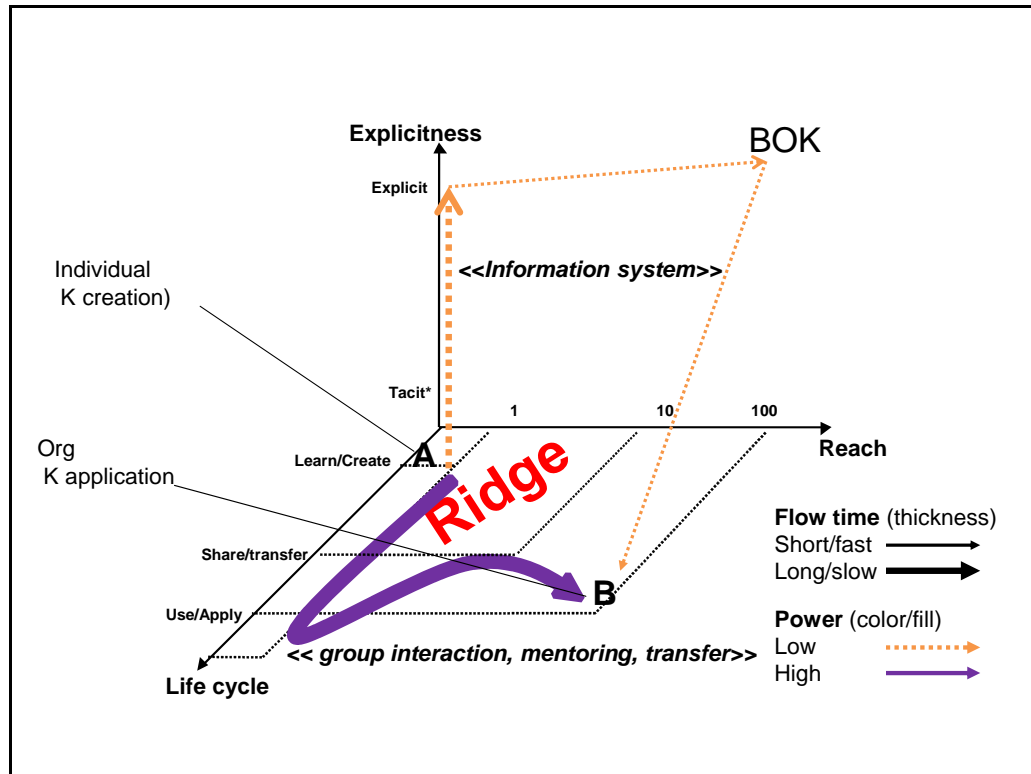 Explicitness
BOK
Explicit
Individual
K creation)
<<Information system>>
Tacit*
1
10
100
Reach
Org
K application
Learn/Create
A
Ridge
Share/transfer
Use/Apply
B
<< group interaction, mentoring, transfer>>
Life cycle
Flow time (thickness)
Short/fast
Long/slow
Power (color/fill)
Low
High